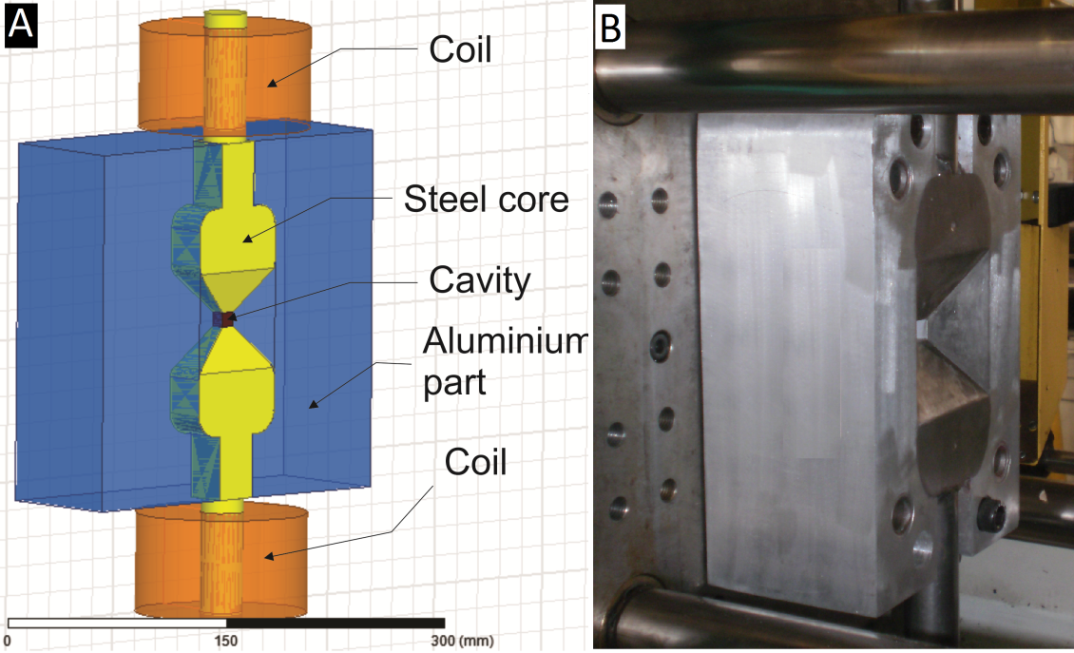 A
B
Coil
Steel core
Cavity
Aluminium
part
Coil
0 150 300 (mm)